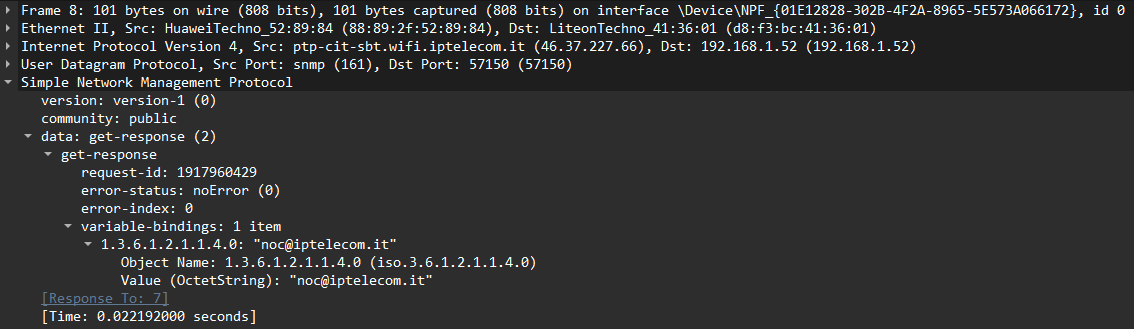 Frame 8: 101 bytes on wire (808 bits), 101 bytes captured (808 bits) on interface \Device\NPF_{01E12828-302B-4F2A-8965-5E573A066172}, id 0
Ethernet II, Src: HuaweiTechno_52:89:84 (88:89:2f:52:89:84), Dst: LiteonTechno_41:36:01 (d8:f3:bc:41:36:01)
Internet Protocol Version 4, Src: ptp-cit-sbt.wifi.iptelecom.it (46.37.227.66), Dst: 192.168.1.52 (192.168.1.52)
User Datagram Protocol, Src Port: snmp (161), Dst Port: 57150 (57150)
Simple Network Management Protocol
version: version-1 (0)
community: public
data: get-response (2)
get-response
request-id: 1917960429
error-status: noError (0)
error-index: 0
variable-bindings: 1 item
1.3.6.1.2.1.1.4.0: "noc@iptelecom.it"
Object Name: 1.3.6.1.2.1.1.4.0 (iso.3.6.1.2.1.1.4.0)
Value (OctetString): "noc@iptelecom.it"
[Response To: 7]
[Time: 0.022192000 seconds]